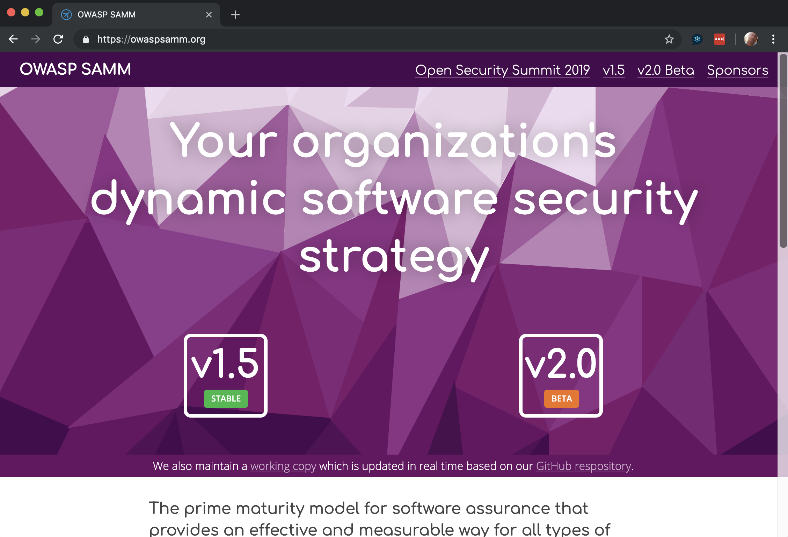 OWASP SAMM
https://owaspsamm.org
OWASP SAMM
Open Security Summit 2019 v1.5 v2.0 Beta Sponsors
Your organization's
dynamic software security
strategy
v1.5
STABLE
v2.0
BETA
We also maintain a working copy which is updated in real time based on our GitHub respository.
The prime maturity model for software assurance that
provides an effective and measurable way for all types of